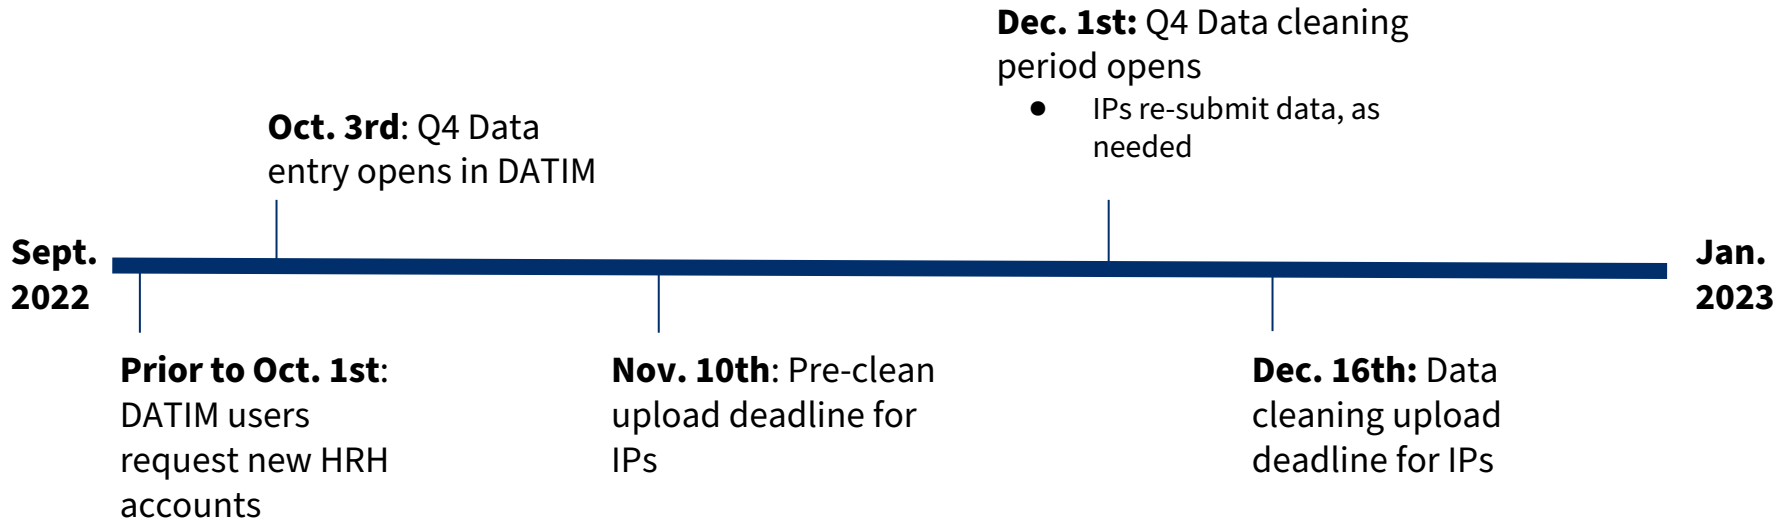 Dec. 1st: Q4 Data cleaning
period opens
● IPs re-submit data, as
needed
Oct. 3rd: Q4 Data
entry opens in DATIM
Sept.
2022
Jan.
2023
Prior to Oct. 1st:
DATIM users
request new HRH
accounts
Nov. 10th: Pre-clean
upload deadline for
IPs
Dec. 16th: Data
cleaning upload
deadline for IPs